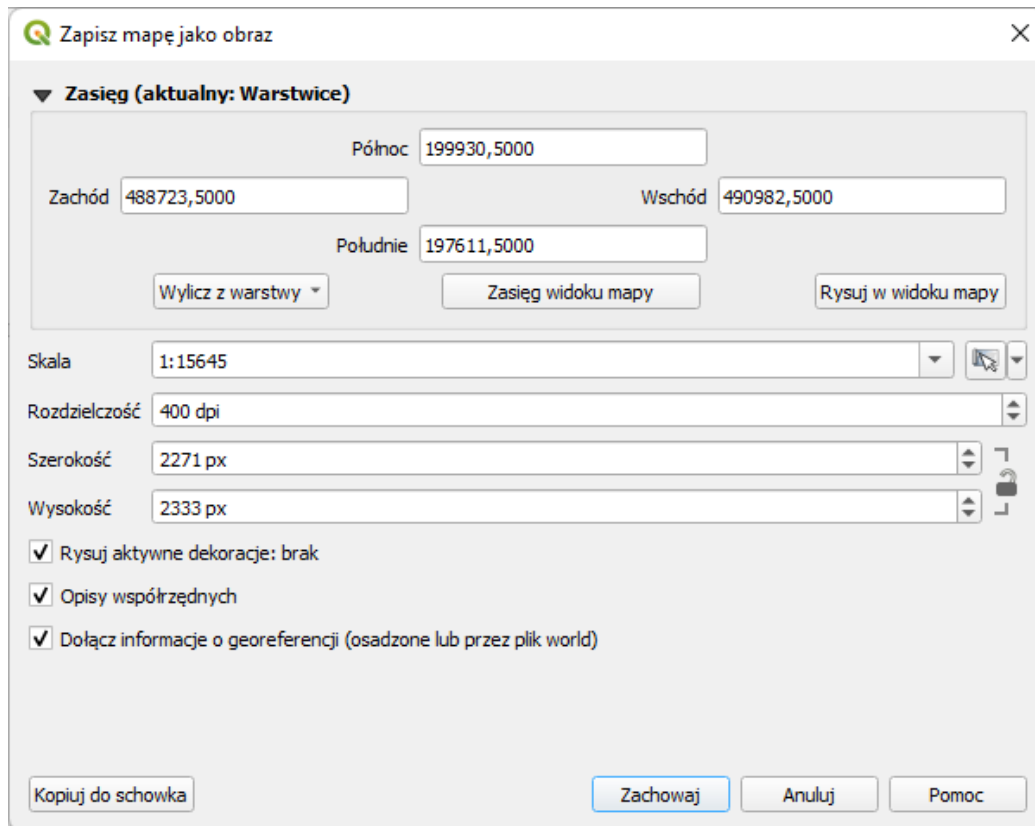 Zapisz mapę jako obraz
Zasięg (aktualny: Warstwice)
Północ 199930,5000
Zachód 488723,5000 Wschód 490982,5000
Południe 197611,5000
Wylicz z warstwy Zasięg widoku mapy Rysuj w widoku mapy
Skala 1:15645
Rozdzielczość 400 dpi
Szerokość 2271 px
Wysokość 2333 px
Rysuj aktywne dekoracje: brak
Opisy współrzędnych
Dołącz informacje o georeferencji (osadzone lub przez plik world)
Kopiuj do schowka Zachowaj Anuluj Pomoc